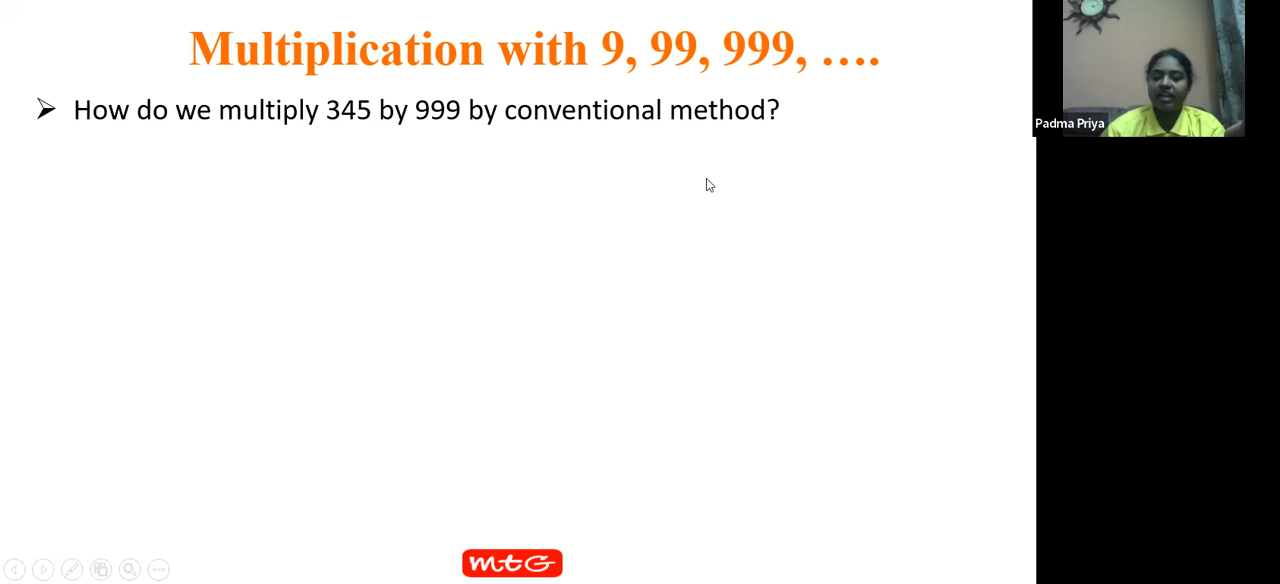 Multiplication with 9, 99, 999, ….
➢ How do we multiply 345 by 999 by conventional method?
Padma Priya
mtG